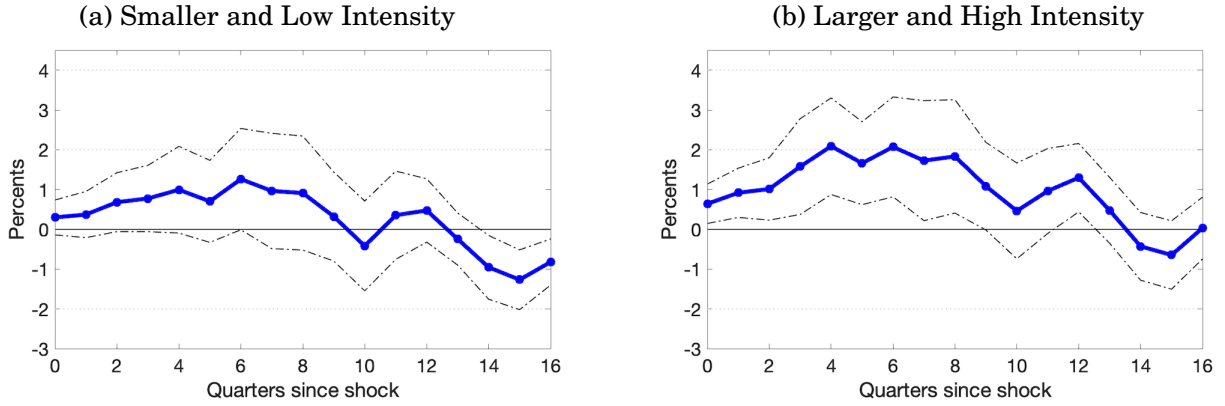 (a) Smaller and Low Intensity
4
3
2
1
0
-1
-2
-3
Percents
0 2 4 6 8 10 12 14 16
Quarters since shock
(b) Larger and High Intensity
4
3
2
1
0
-1
-2
-3
Percents
0 2 4 6 8 10 12 14 16
Quarters since shock